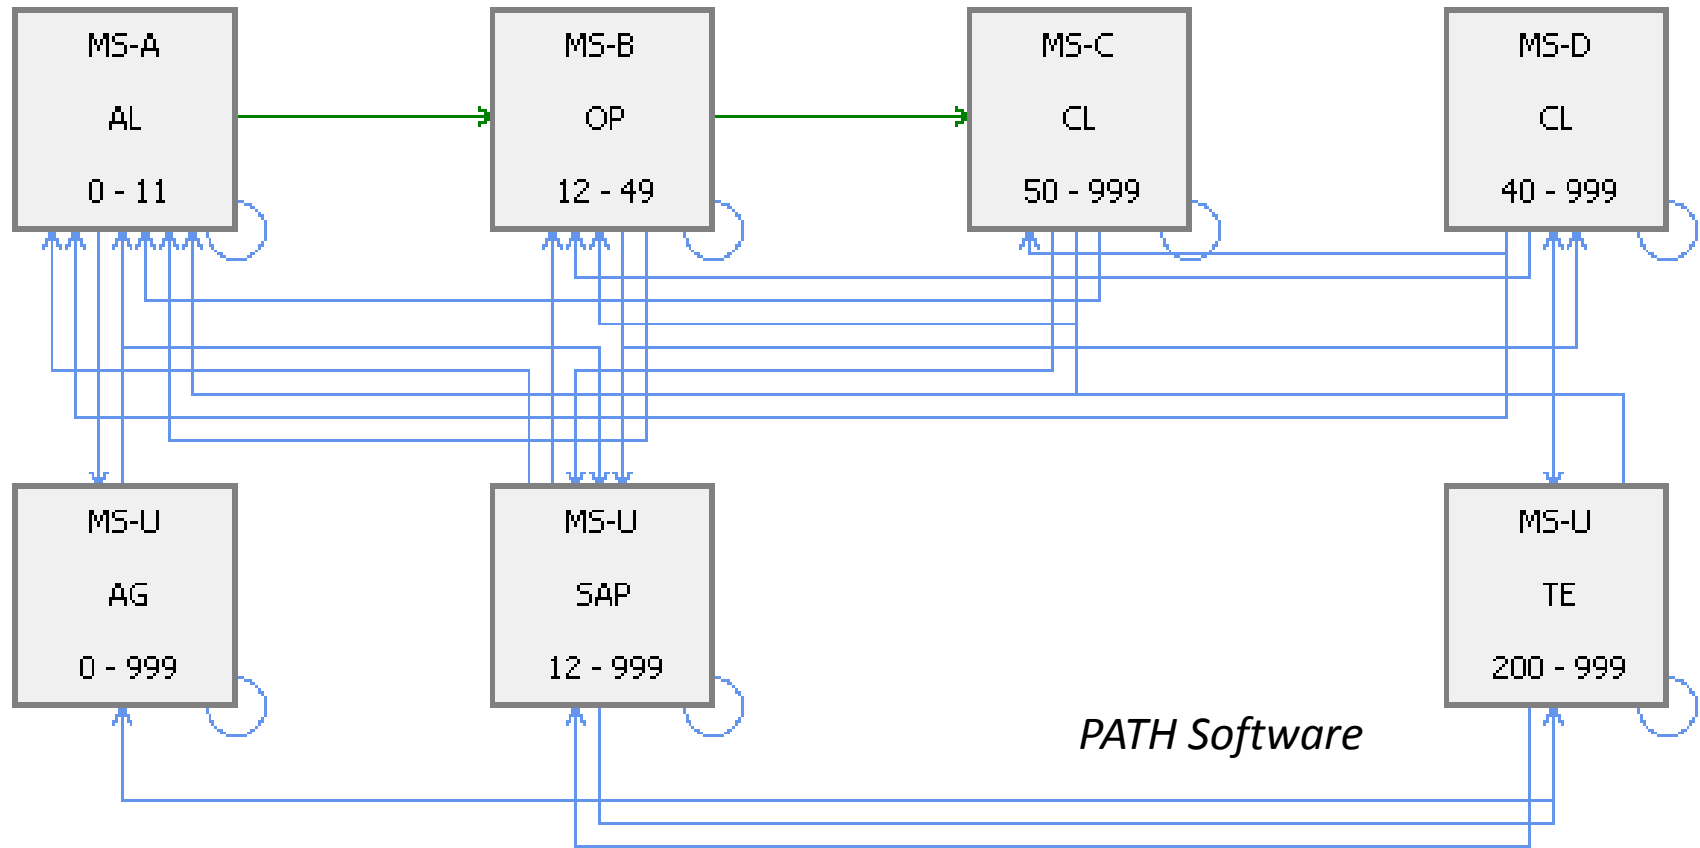 MS-A
AL
0 - 11
MS-B
OP
12 - 49
MS-C
CL
50 - 999
MS-D
CL
40 - 999
MS-U
AG
0 - 999
MS-U
SAP
12 - 999
MS-U
TE
200 - 999
PATH Software